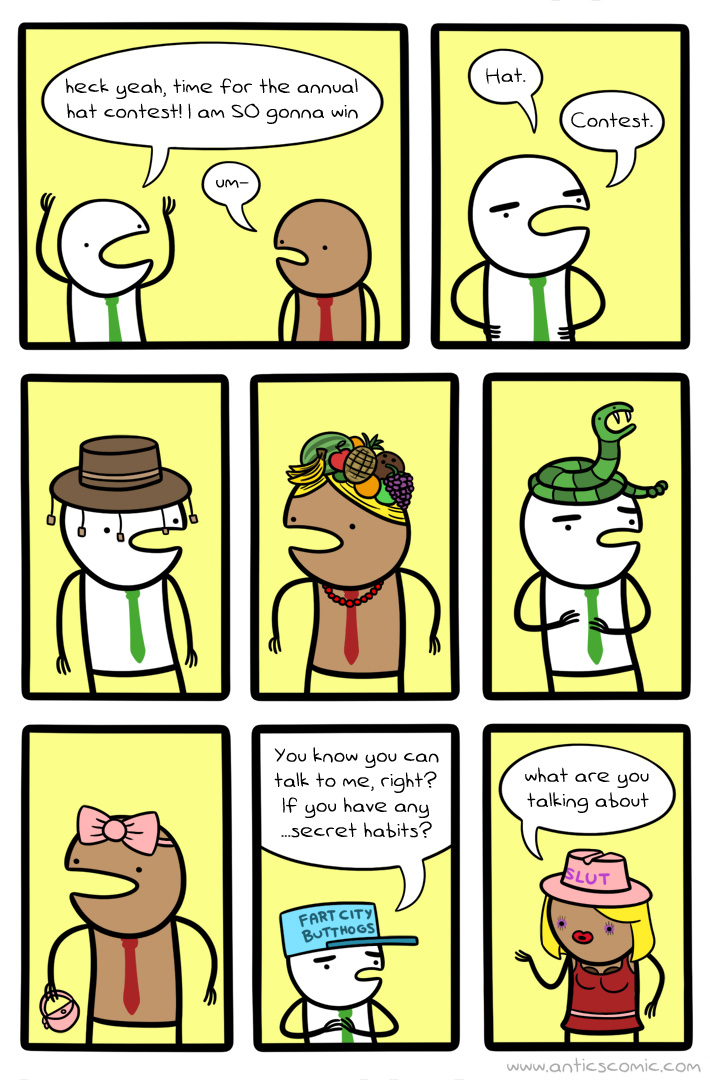 heck yeah, time for the annual
hat contest! I am SO gonna win
um-
Hat.
Contest.
You know you can
talk to me, right?
If you have any
...secret habits?
FART CITY
BUTTHOGS
what are you
talking about
SLUT
www.anticscomic.com